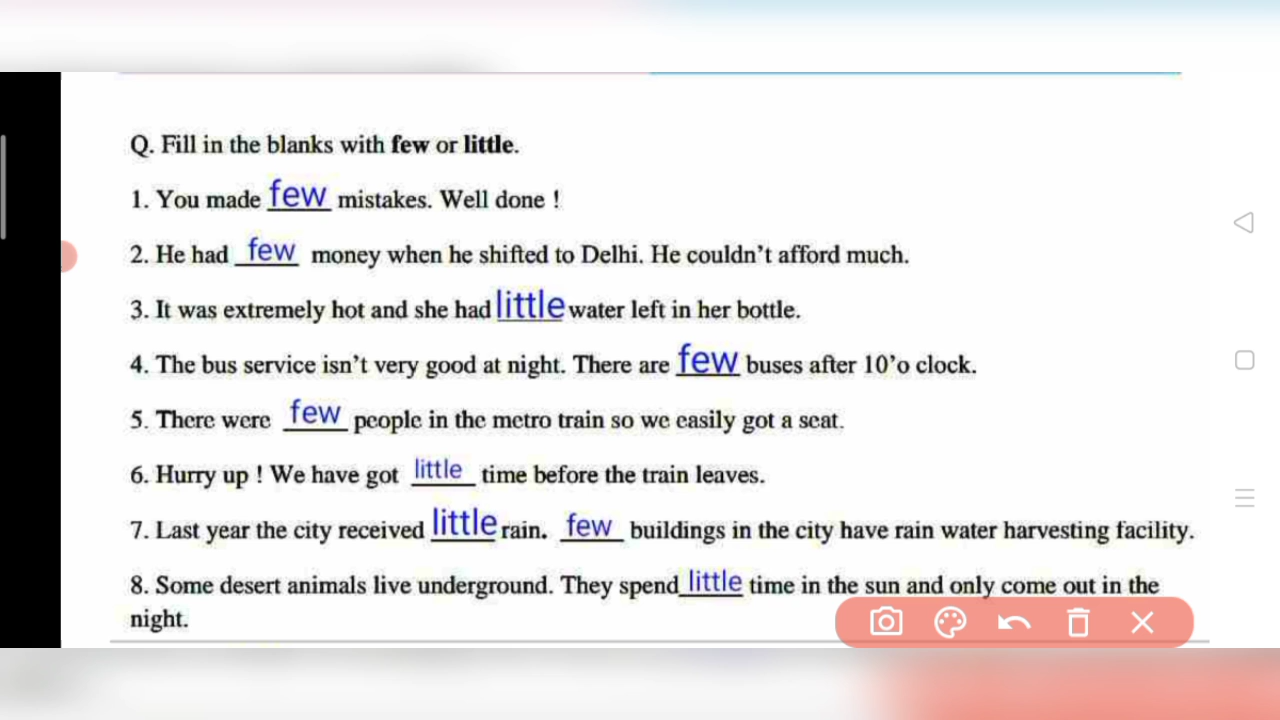 Q. Fill in the blanks with few or little.
1. You made few mistakes. Well done !
2. He had few money when he shifted to Delhi. He couldn't afford much.
3. It was extremely hot and she had little water left in her bottle.
4. The bus service isn't very good at night. There are few buses after 10'o clock.
5. There were few people in the metro train so we easily got a seat.
6. Hurry up ! We have got little time before the train leaves.
7. Last year the city received little rain. few buildings in the city have rain water harvesting facility.
8. Some desert animals live underground. They spend little time in the sun and only come out in the
night.